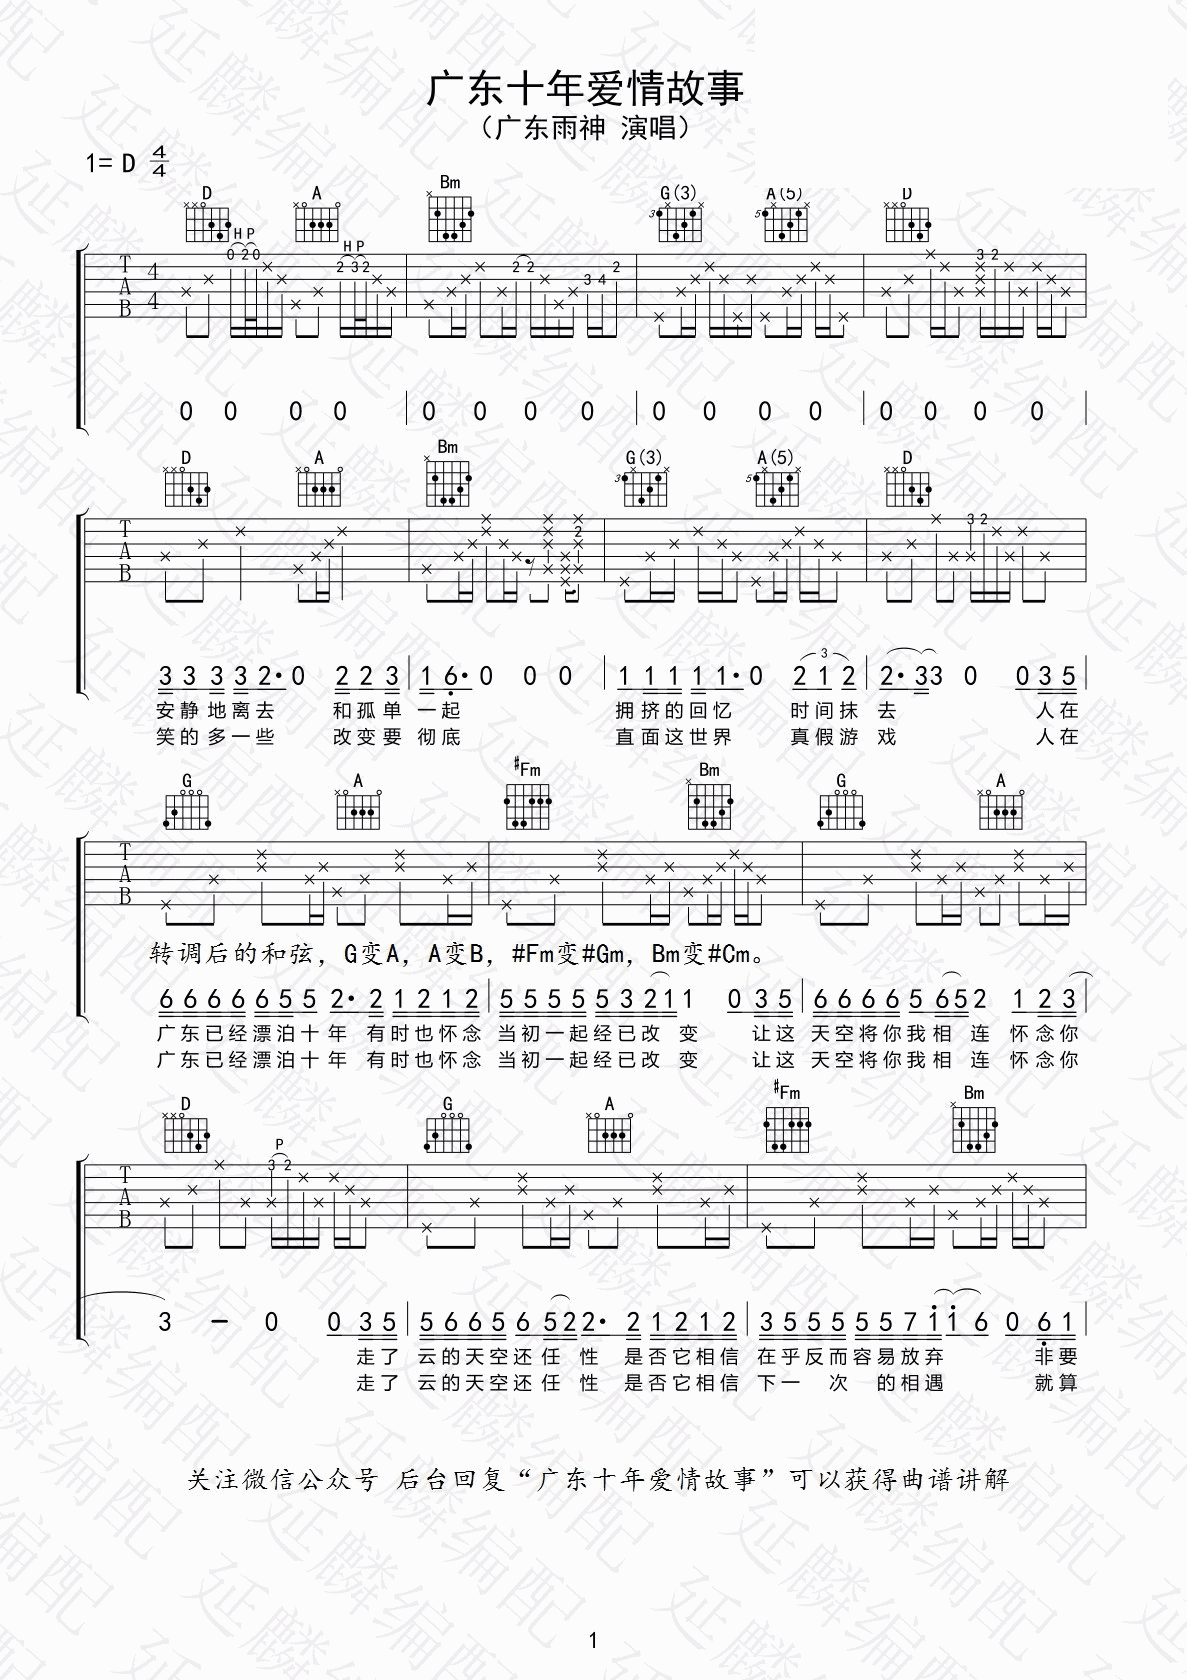 广东十年爱情故事
（广东雨神 演唱）
1= D 4/4
D A Bm G(3) A(5) D
H P H P
0 2 0 2 3 2 2 2 3 4 2 3 2
T A B 4 4
0 0 0 0 0 0 0 0 0 0 0 0 0 0 0 0
D A Bm G(3) A(5) D
T A B 2 3 2
3 3 3 3 2· 0 2 2 3 1 6· 0 0 0 1 1 1 1 1· 0 2 1 2 2· 3 3 0 0 3 5
安静地离去 和孤单 一起 拥挤的回忆 时间抹 去 人在
笑的多一些 改变要 彻底 直面这世界 真假游 戏 人在
G A #Fm Bm G A
T A B
转调后的和弦，G变A，A变B，#Fm变#Gm，Bm变#Cm。
6 6 6 6 6 5 5 2· 2 1 2 1 2 5 5 5 5 5 3 2 1 1 0 3 5 6 6 6 6 5 6 5 2 1 2 3
广东已经漂泊十年 有时也怀念 当初一起经已改 变 让这 天空将你我相 连 怀念你
广东已经漂泊十年 有时也怀念 当初一起经已改 变 让这 天空将你我相 连 怀念你
D G A #Fm Bm
P
T A B 3 2
3 – 0 0 3 5 5 6 6 5 6 5 2 2· 2 1 2 1 2 3 5 5 5 5 5 7 1 1 6 0 6 1
走了 云的天空还任 性 是否它相信 在乎反而容易放弃 非要
走了 云的天空还任 性 是否它相信 下一 次 的相遇 就算
关注微信公众号 后台回复“广东十年爱情故事”可以获得曲谱讲解
1
延麟编配